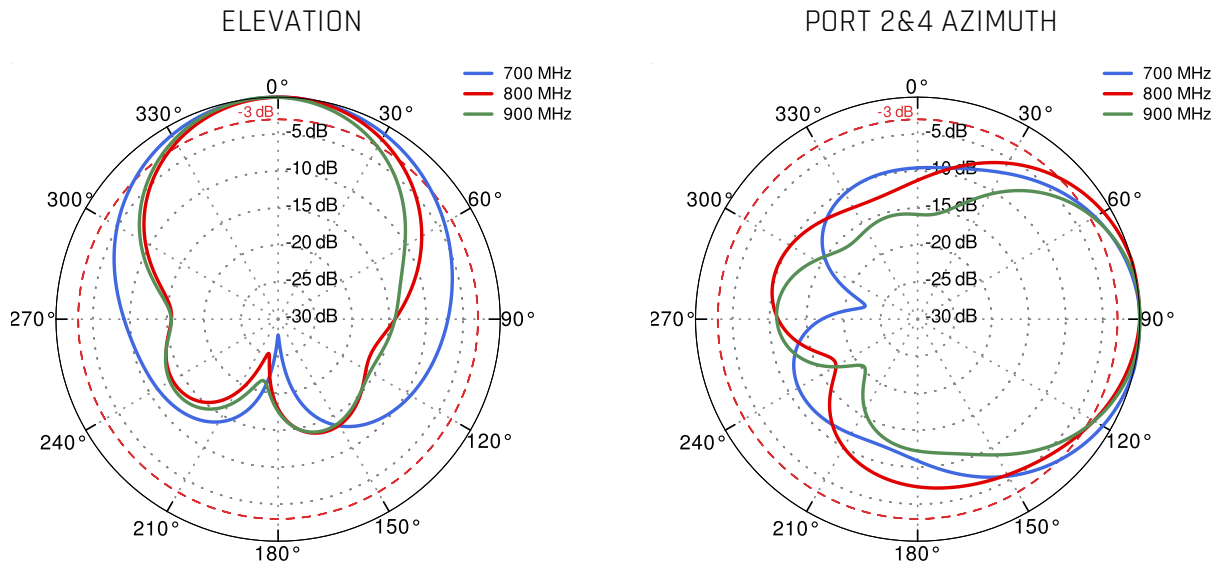 ELEVATION
700 MHz
800 MHz
900 MHz
0°
330°
-3 dB
30°
-5 dB
-10 dB
300°
60°
-15 dB
-20 dB
-25 dB
270°
-30 dB
90°
240°
120°
210°
150°
180°
PORT 2&4 AZIMUTH
700 MHz
800 MHz
900 MHz
0°
330°
-3 dB
30°
-5 dB
-10 dB
300°
60°
-15 dB
-20 dB
-25 dB
270°
-30 dB
90°
240°
120°
210°
150°
180°